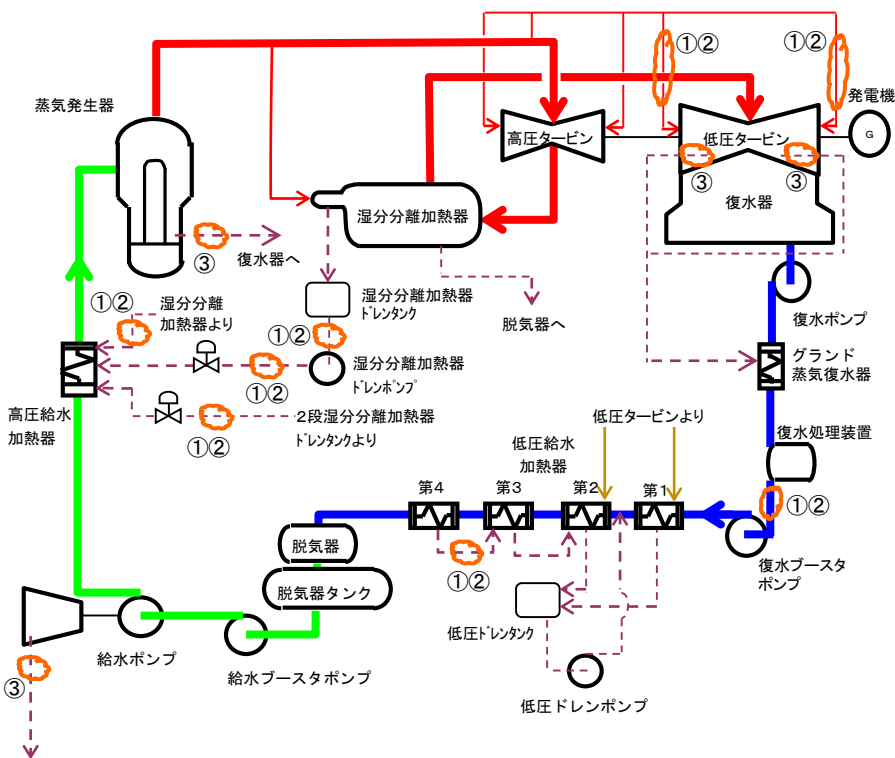 ①②
①②
発電機
G
蒸気発生器
高圧タービン
低圧タービン
③
③
復水器
湿分分離加熱器
③
復水器へ
湿分分離加熱器
ドレンタンク
脱気器へ
①②
湿分分離
加熱器より
①②
湿分分離加熱器
ドレンポンプ
①②
復水ポンプ
グランド
蒸気復水器
高圧給水
加熱器
①②
2段湿分分離加熱器
ドレンタンクより
低圧タービンより
低圧給水
加熱器
復水処理装置
第4
第3
第2
第1
①②
脱気器
①②
復水ブースタ
ポンプ
脱気器タンク
低圧ドレンタンク
給水ポンプ
給水ブースタポンプ
③
低圧ドレンポンプ